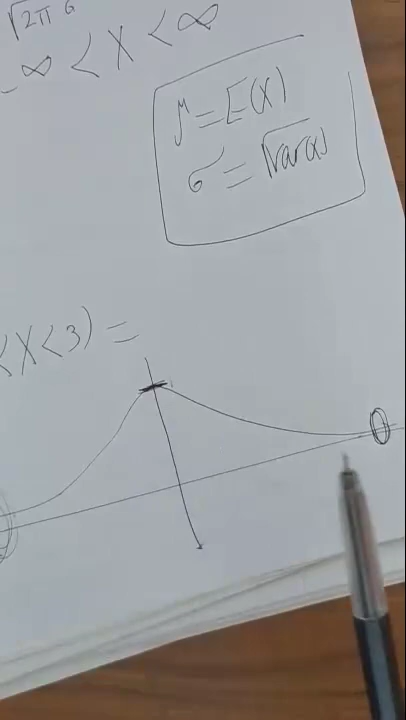 √2π σ
-∞ < X < ∞
μ = E(X)
σ = √Var(x)
<X<3) =